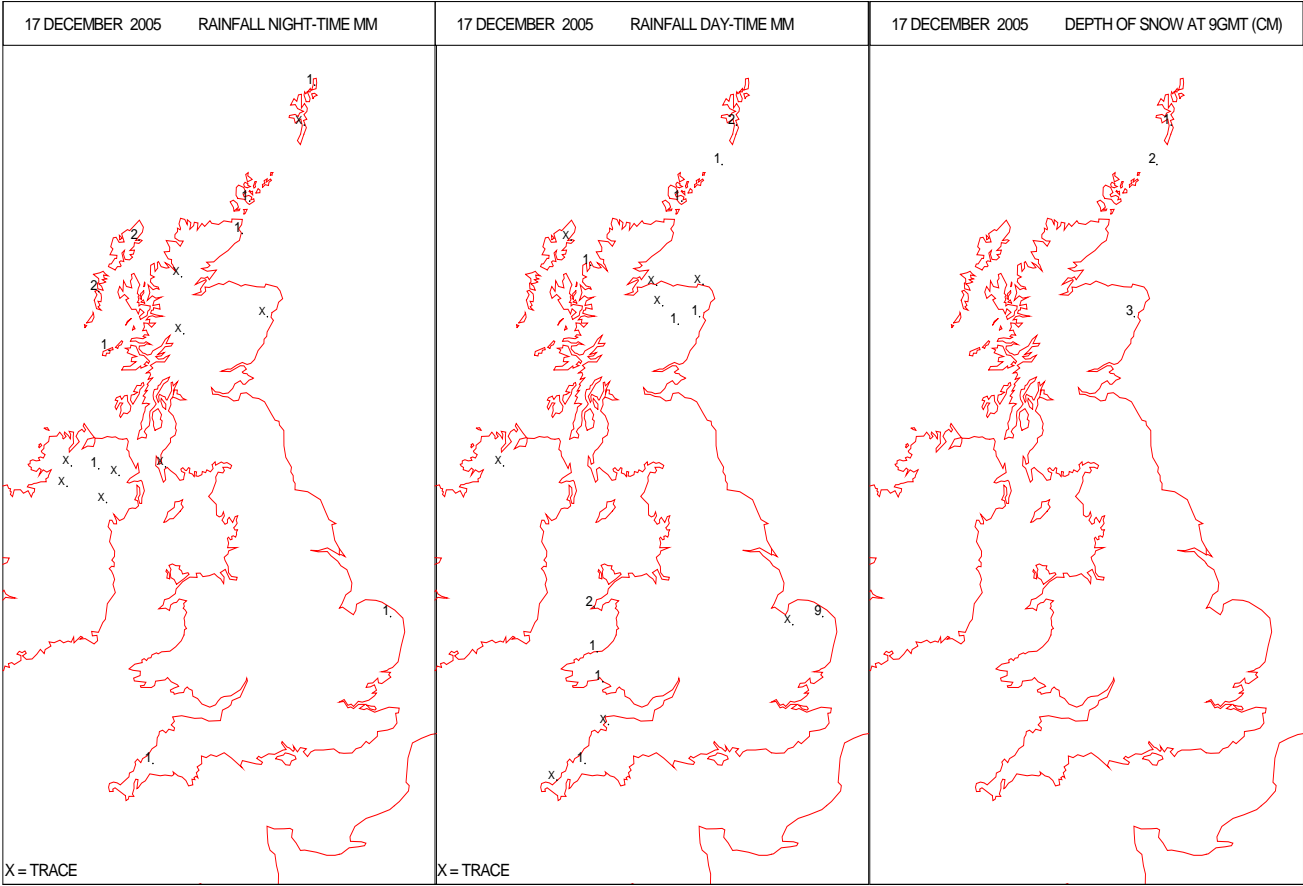 17 DECEMBER 2005 RAINFALL NIGHT-TIME MM
1.
X.
1.
1.
2.
X.
2.
X.
X.
1.
X.
1.
X.
X.
X.
X.
1.
1.
X = TRACE
17 DECEMBER 2005 RAINFALL DAY-TIME MM
2.
1.
1.
X.
1.
X.
X.
X.
1.
1.
X.
2.
9.
X.
1.
1.
X.
1.
X.
X = TRACE
17 DECEMBER 2005 DEPTH OF SNOW AT 9GMT (CM)
1.
2.
3.